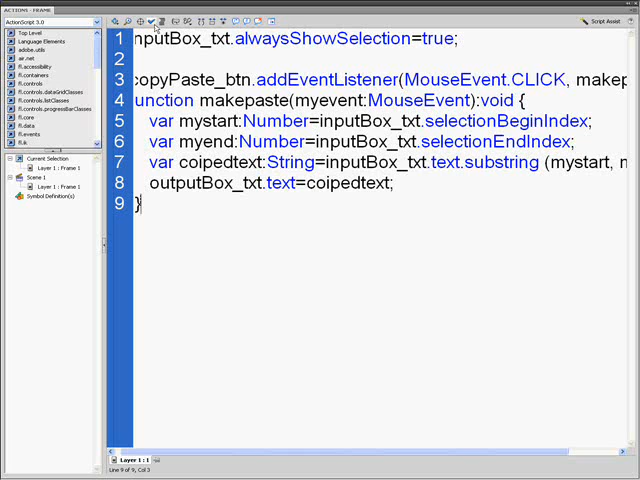 ACTIONS - FRAME
ActionScript 3.0
Script Assist
Top Level
Language Elements
adobe.utils
air.net
fl.accessibility
fl.containers
fl.controls
fl.controls.dataGridClasses
fl.controls.listClasses
fl.controls.progressBarClasses
fl.core
fl.data
fl.events
fl.ik
Current Selection
Layer 1 : Frame 1
Scene 1
Layer 1 : Frame 1
Symbol Definition(s)
1 nputBox_txt.alwaysShowSelection=true;
2
3 copyPaste_btn.addEventListener(MouseEvent.CLICK, makep
4 function makepaste(myevent:MouseEvent):void {
5 var mystart:Number=inputBox_txt.selectionBeginIndex;
6 var myend:Number=inputBox_txt.selectionEndIndex;
7 var coipedtext:String=inputBox_txt.text.substring (mystart, m
8 outputBox_txt.text=coipedtext;
9 }
Layer 1 : 1
Line 9 of 9, Col 3